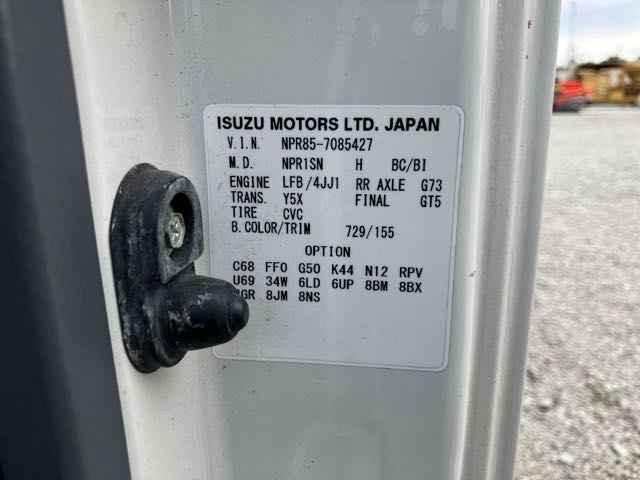 ISUZU MOTORS LTD. JAPAN
V.I.N. NPR85-7085427
M.D. NPR1SN H BC/BI
ENGINE LFB/4JJ1 RR AXLE G73
TRANS. Y5X FINAL GT5
TIRE CVC
B.COLOR/TRIM 729/155
OPTION
C68 FF0 G50 K44 N12 RPV
U69 34W 6LD 6UP 8BM 8BX
8JM 8NS